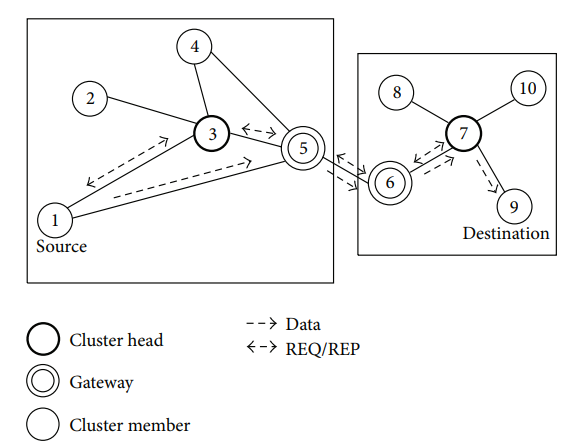 4
2
3
5
1
Source
8
10
7
6
9
Destination
Cluster head
Gateway
Cluster member
Data
REQ/REP